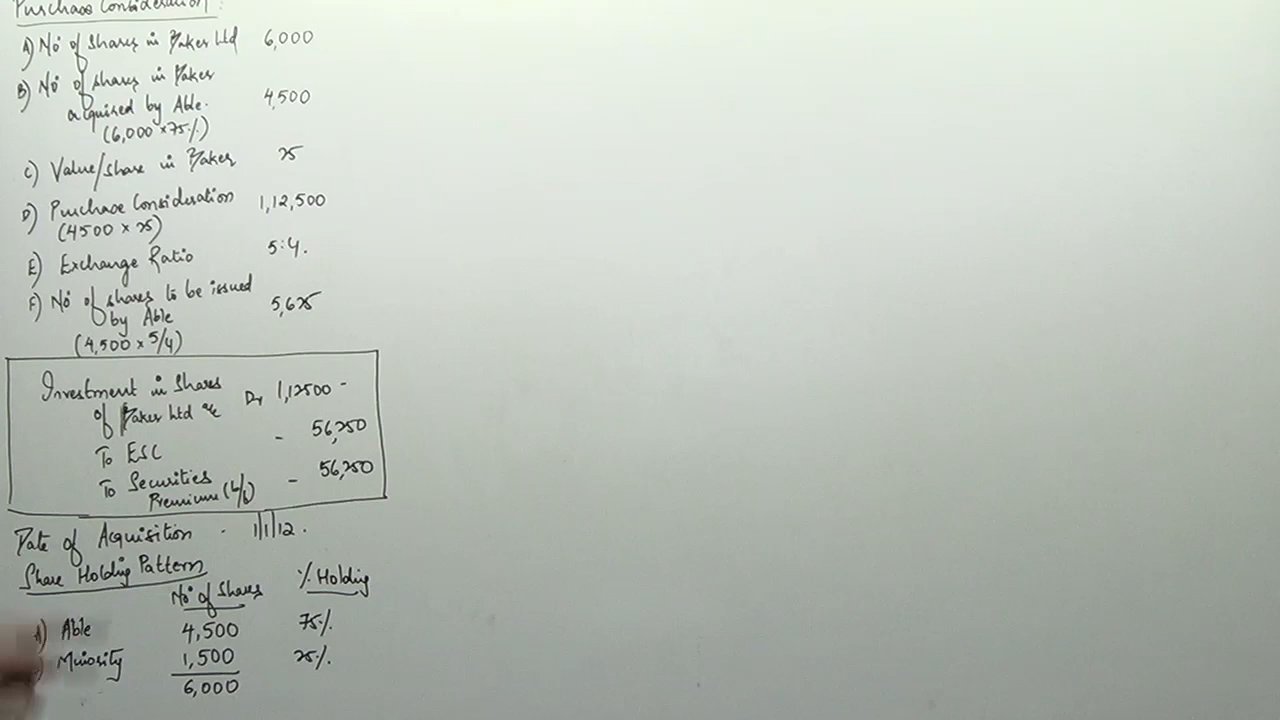 Purchase Consideration:
A) No of Shares in Baker Ltd 6,000
B) No of shares in Baker
acquired by Able. 4,500
(6,000 × 75%)
C) Value/share in Baker 25
D) Purchase Consideration 1,12,500
(4500 × 25)
E) Exchange Ratio 5:4.
F) No of shares to be issued
by Able 5,625
(4,500 × 5/4)
Investment in Shares
of Baker Ltd a/c Dr 1,12500 -
To ESC - 56,250
To Securities
Premium (b/f) - 56,250
Date of Acquisition - 1/1/12.
Share Holding Pattern
No of Shares % Holding
A) Able 4,500 75%
Minority 1,500 25%
6,000